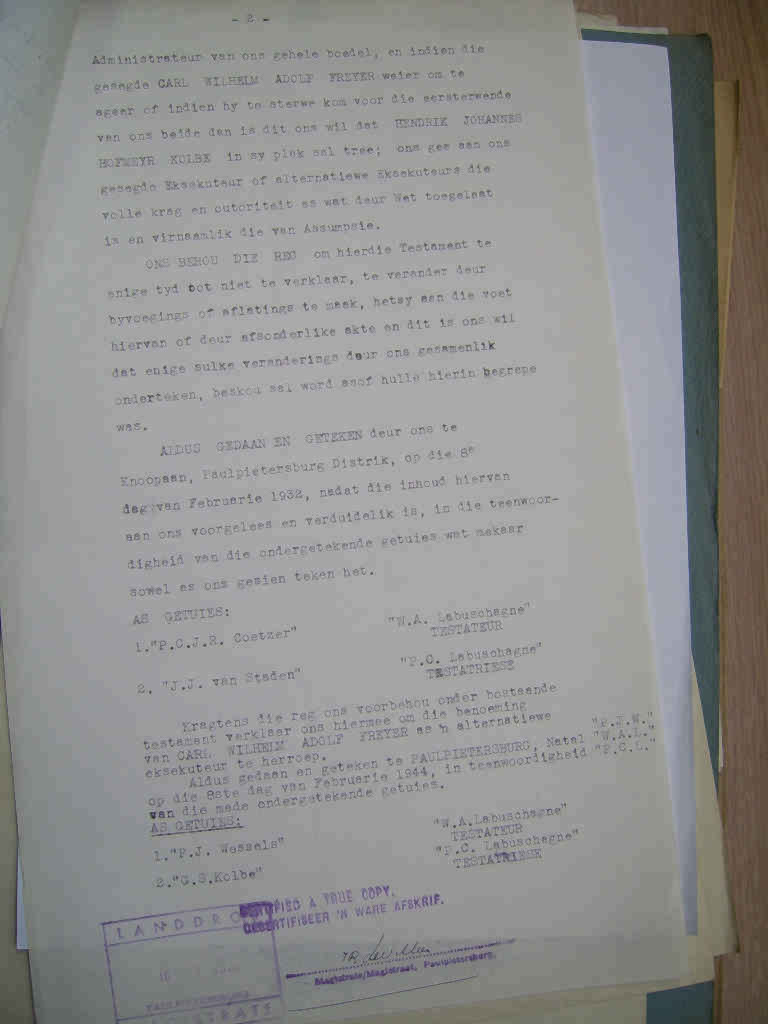 - 2 -
Administrateur van ons gehele boedel, en indien die
gesegde CARL WILHELM ADOLF FREYER weier om te
ageer of indien hy te sterwe kom voor die eersterwende
van ons beide dan is dit ons wil dat HENDRIK JOHANNES
HOFMEYR KOLBE in sy plek sal tree; ons gee aan ons
gesegde Eksekuteur of alternatiewe Eksekuteurs die
volle krag en outoriteit as wat deur Wet toegelaat
is en virnaamlik die van Assumpsie.
ONS BEHOU DIE REG om hierdie Testament te
enige tyd tot niet te verklaar, te verander deur
byvoegings of aflatings te maak, hetsy aan die voet
hiervan of deur afsonderlike akte en dit is ons wil
dat enige sulke veranderings deur ons gesamenlik
onderteken, beskou sal word asof hulle hierin begrepe
was.
ALDUS GEDAAN EN GETEKEN deur ons te
Knoopaan, Paulpietersburg Distrik, op die 8e
dag van Februarie 1932, nadat die inhoud hiervan
aan ons voorgelees en verduidelik is, in die teenwoor-
digheid van die ondergetekende getuies wat mekaar
sowel as ons gesien teken het.
AS GETUIES:
1."P.C.J.2. Coetzer" "W.A. Labuschagne"
TESTATEUR
2. "J.J. van Staden" "P.C. Labuschagne"
TESTATRIESE
Kragtens die reg ons voorbehou onder bostaande
testament verklaar ons hiermee om die benoeming
van CARL WILHELM ADOLF FREYER as 'n alternatiewe "P.J.W."
eksekuteur te herroep. "W.A.L."
Aldus gedaan en geteken te PAULPIETERSBURG, Natal "P.C.L."
op die 8ste dag van Februarie 1944, in teenwoordigheid
van die mede ondergetekende getuies.
AS GETUIES:
1."P.J. Wessels" "W.A.Labuschagne"
TESTATEUR
2."G.S.Kolbe" "P.C. Labuschagne"
TESTATRIESE
CERTIFIED A TRUE COPY.
GESERTIFISEER 'N WARE AFSKRIF.
LANDDROS
Magistrate/Magistraat, Paulpietersburg.